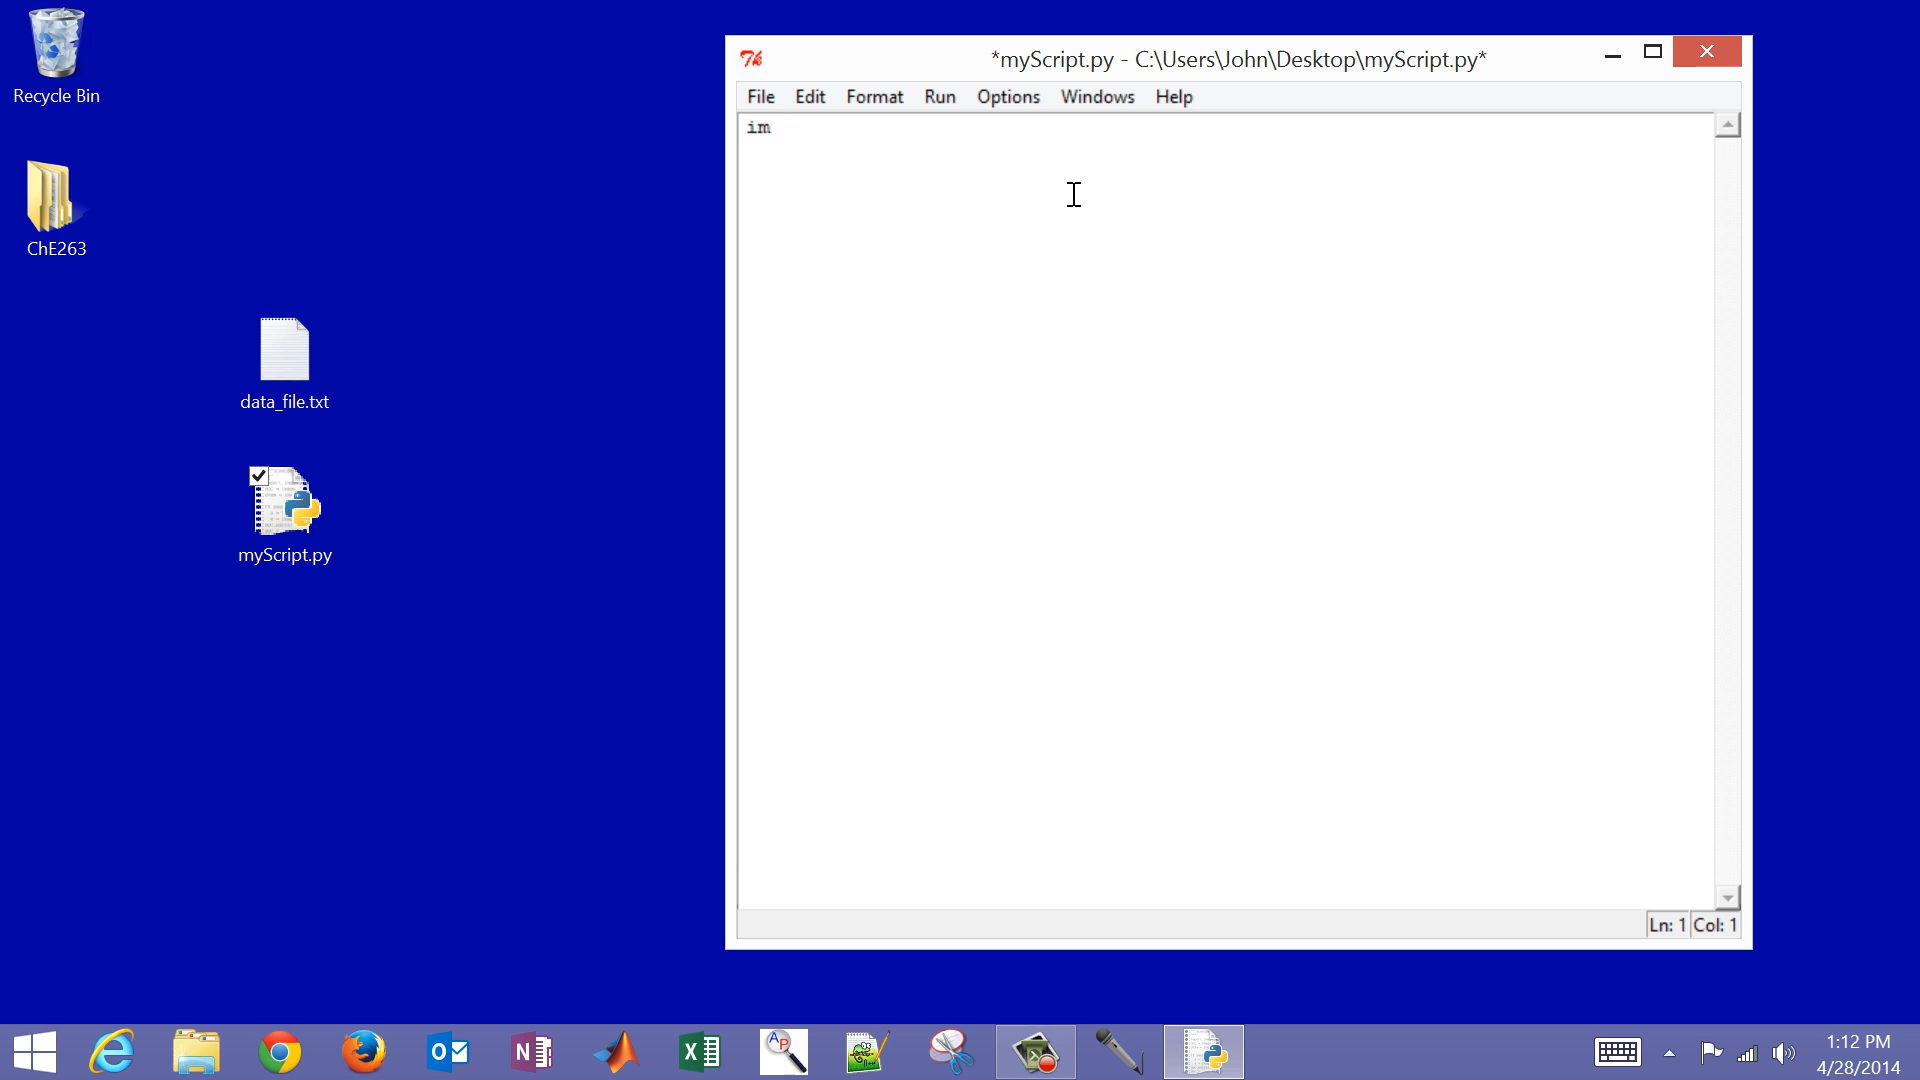 Recycle Bin
ChE263
data_file.txt
myScript.py
*myScript.py - C:\Users\John\Desktop\myScript.py*
File Edit Format Run Options Windows Help
im
Ln: 1 Col: 1
1:12 PM
4/28/2014